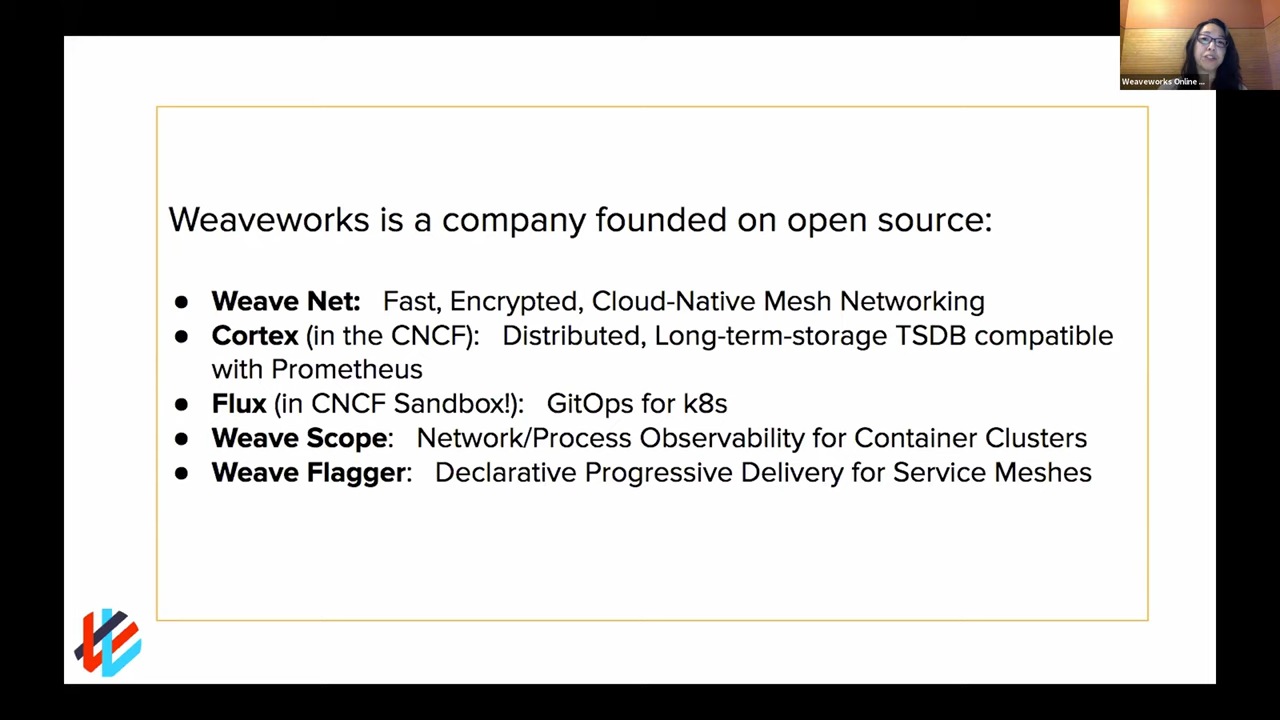 Weaveworks Online ...
Weaveworks is a company founded on open source:
● Weave Net: Fast, Encrypted, Cloud-Native Mesh Networking
● Cortex (in the CNCF): Distributed, Long-term-storage TSDB compatible
with Prometheus
● Flux (in CNCF Sandbox!): GitOps for k8s
● Weave Scope: Network/Process Observability for Container Clusters
● Weave Flagger: Declarative Progressive Delivery for Service Meshes